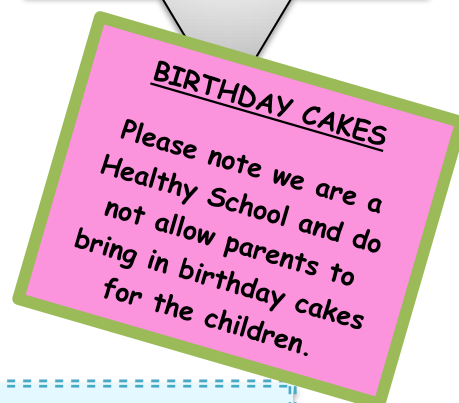 BIRTHDAY CAKES
Please note we are a
Healthy School and do
not allow parents to
bring in birthday cakes
for the children.